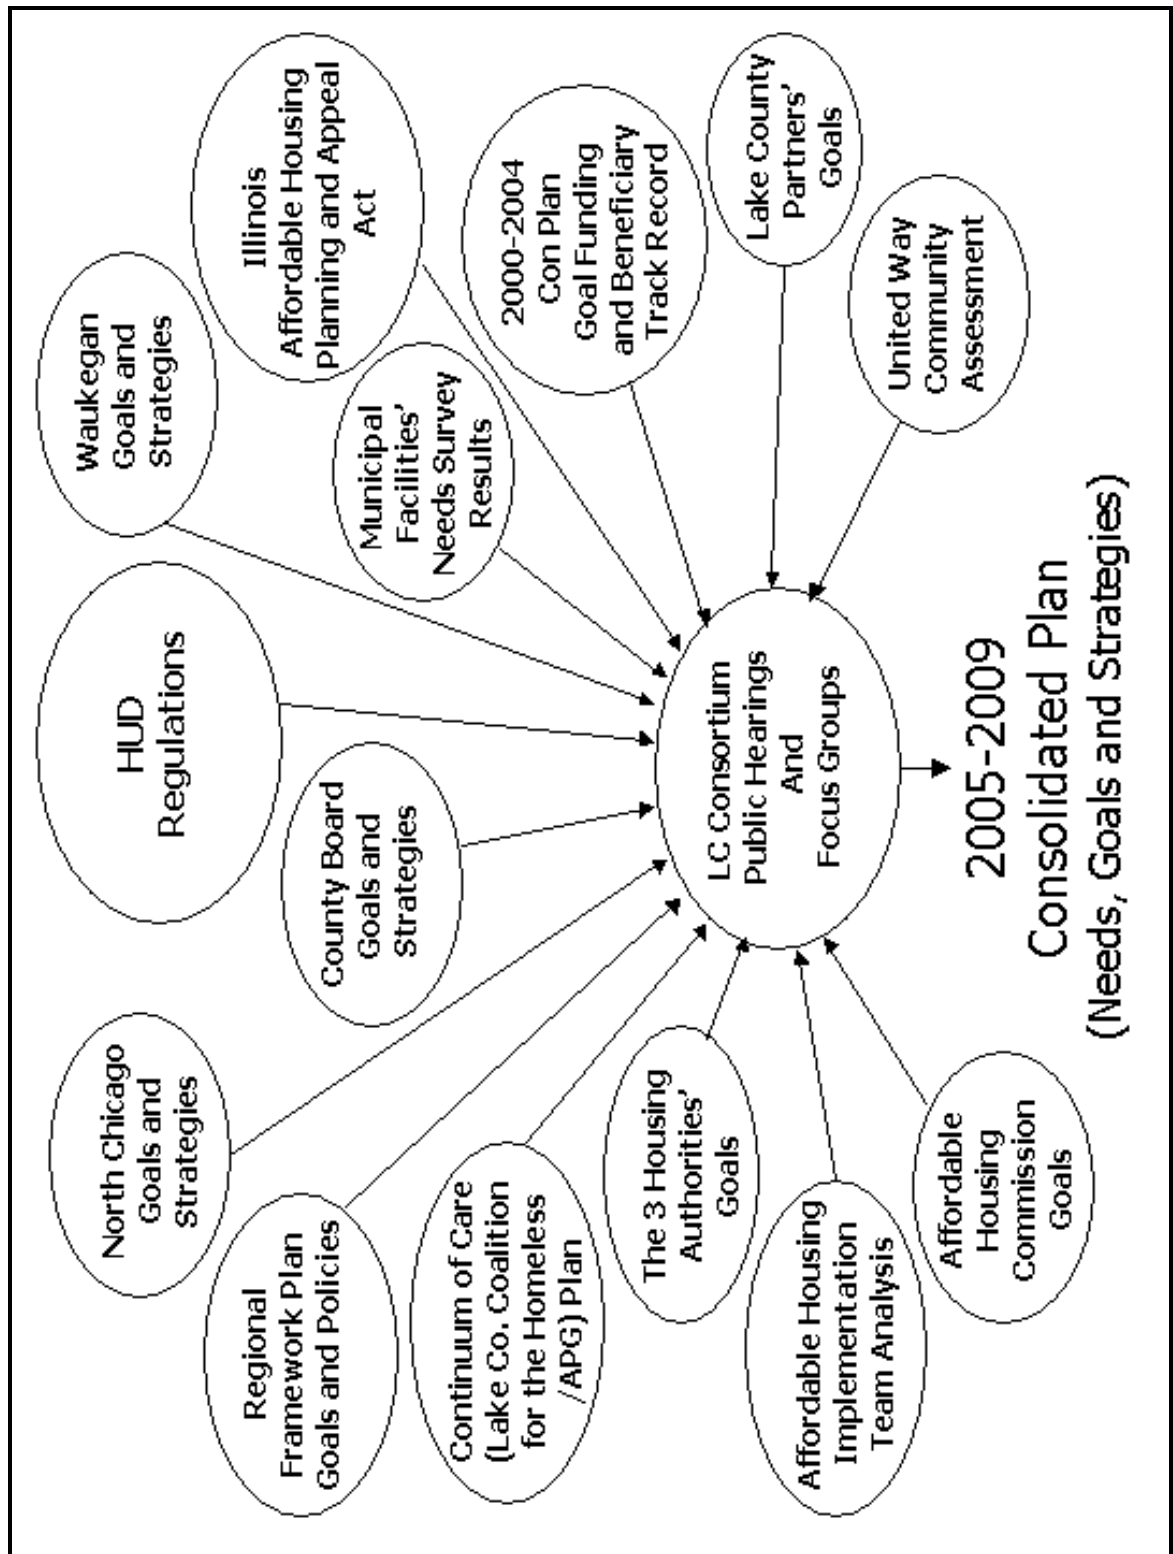 North Chicago
Goals and
Strategies
HUD
Regulations
Waukegan
Goals and
Strategies
Regional
Framework Plan
Goals and Policies
County Board
Goals and
Strategies
Municipal
Facilities'
Needs Survey
Results
Illinois
Affordable Housing
Planning and Appeal
Act
Continuum of Care
(Lake Co. Coalition
for the Homeless
/APG) Plan
2000-2004
Con Plan
Goal Funding
and Beneficiary
Track Record
The 3 Housing
Authorities'
Goals
LC Consortium
Public Hearings
And
Focus Groups
Lake County
Partners'
Goals
Affordable Housing
Implementation
Team Analysis
Affordable
Housing
Commission
Goals
United Way
Community
Assessment
2005-2009
Consolidated Plan
(Needs, Goals and Strategies)